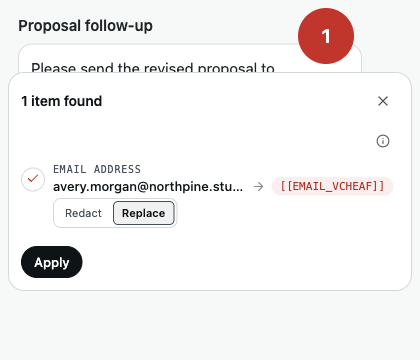 Proposal follow-up
1
Please send the revised proposal to
1 item found
EMAIL ADDRESS
avery.morgan@northpine.stu... → [[EMAIL_VCHEAF]]
Redact Replace
Apply